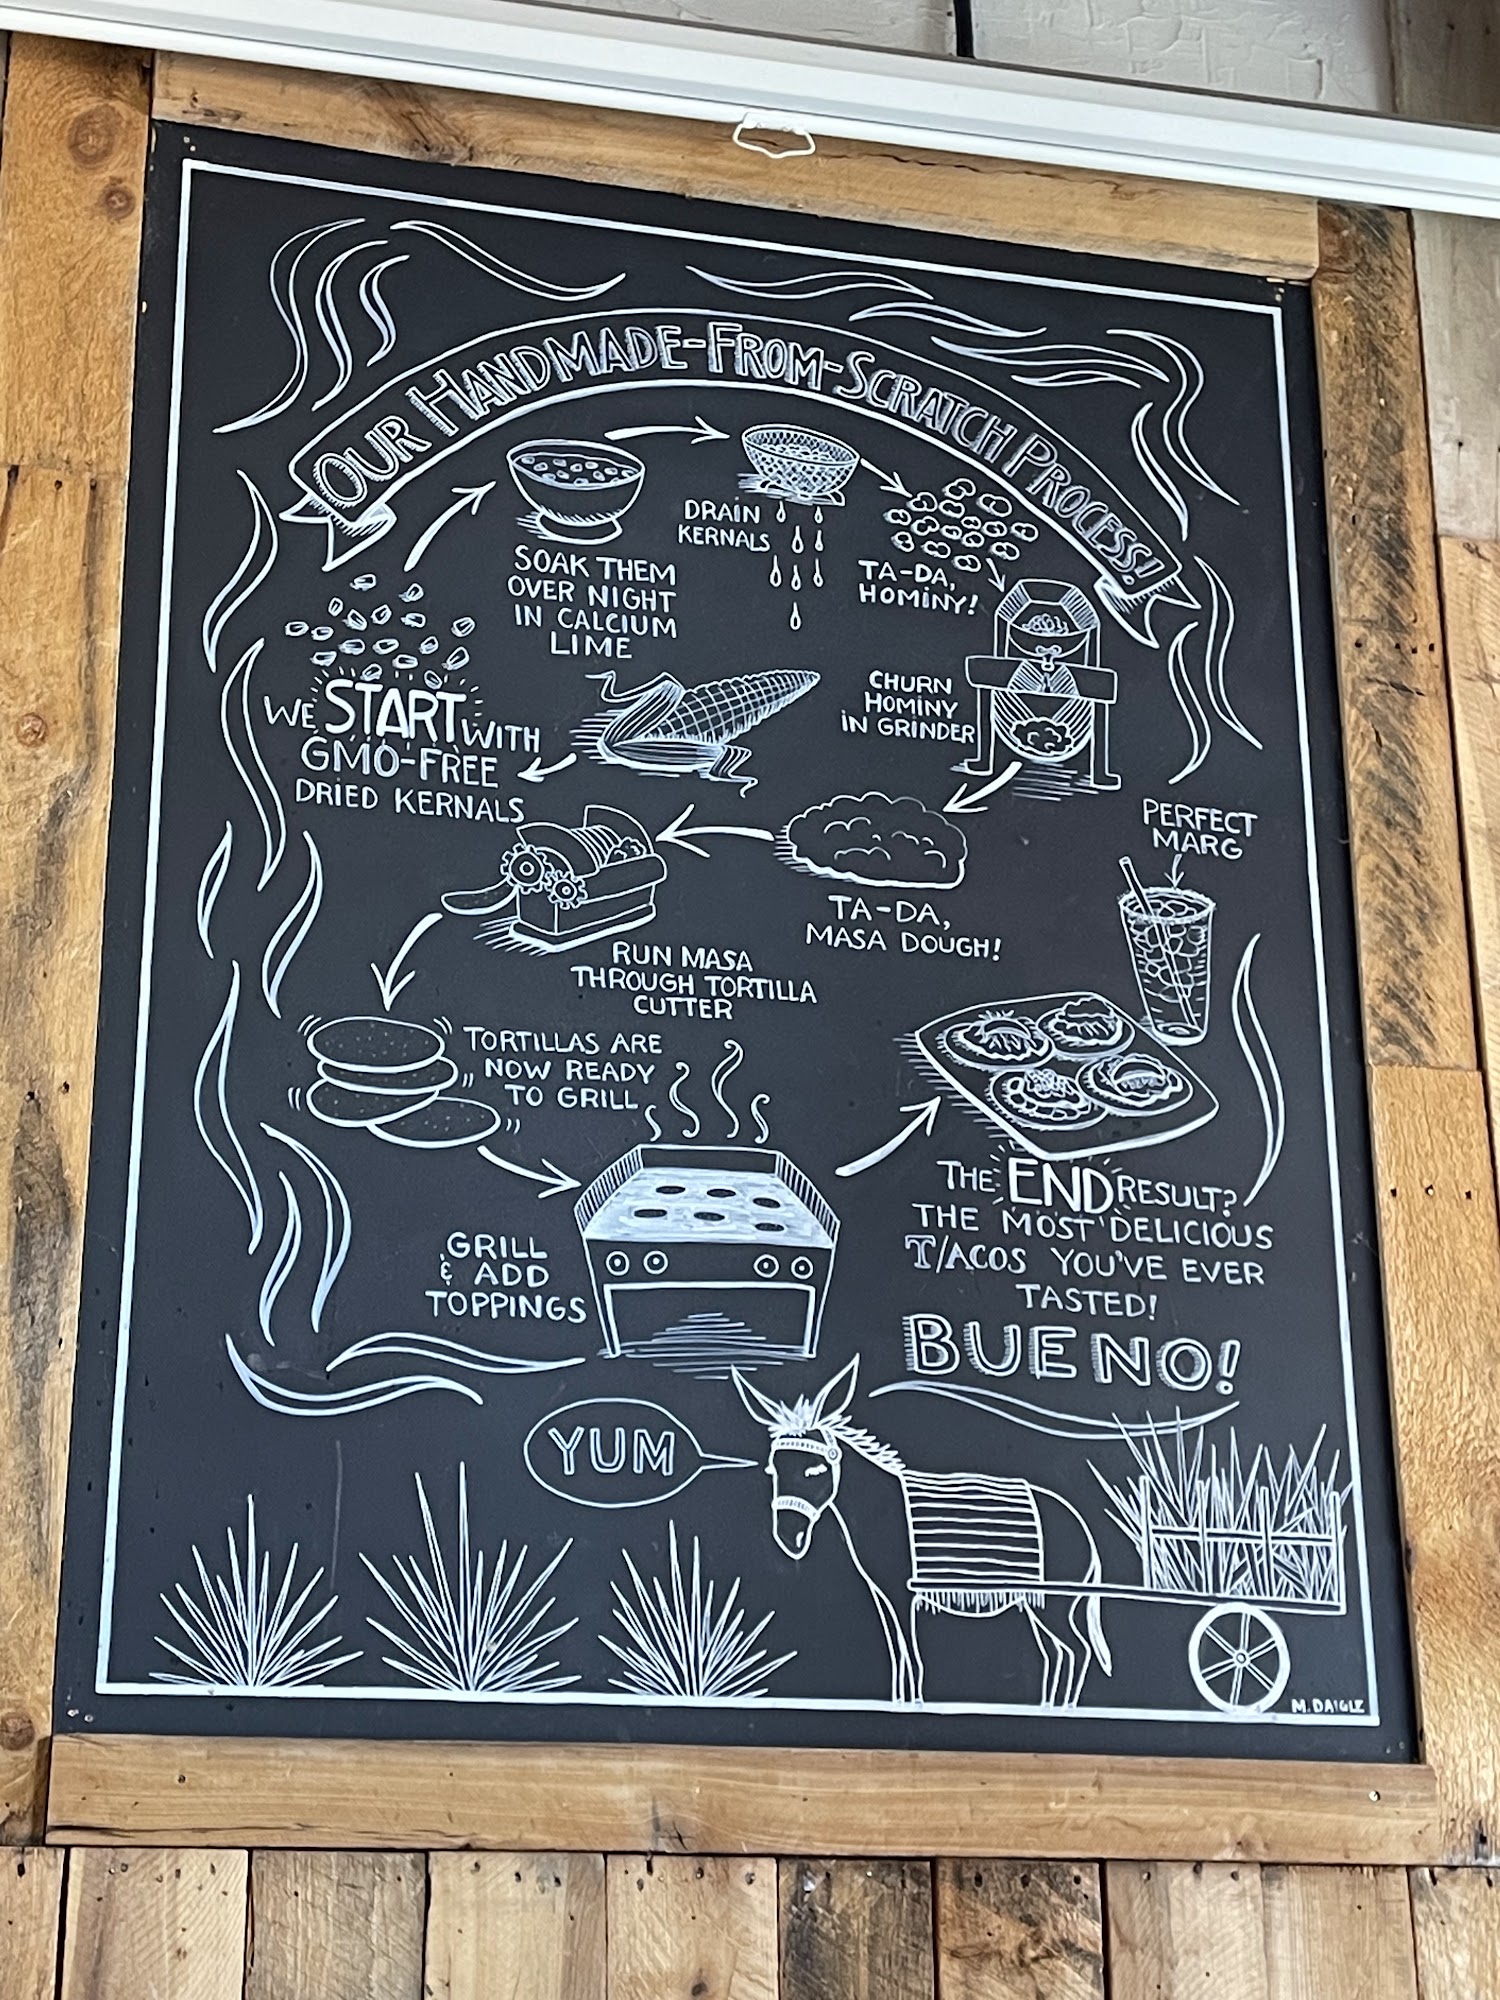 OUR HANDMADE-FROM-SCRATCH PROCESS!
WE START WITH
GMO-FREE
DRIED KERNALS
SOAK THEM
OVER NIGHT
IN CALCIUM
LIME
DRAIN
KERNALS
TA-DA,
HOMINY!
CHURN
HOMINY
IN GRINDER
TA-DA,
MASA DOUGH!
RUN MASA
THROUGH TORTILLA
CUTTER
TORTILLAS ARE
NOW READY
TO GRILL
GRILL
& ADD
TOPPINGS
PERFECT
MARG
THE END RESULT?
THE MOST DELICIOUS
T/ACOS YOU'VE EVER
TASTED!
BUENO!
YUM
M. DAIGLE